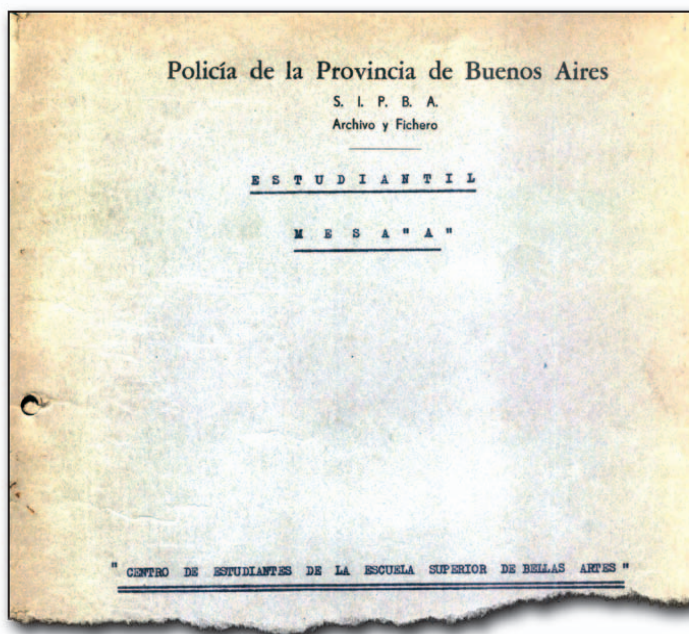 Policía de la Provincia de Buenos Aires
S. I. P. B. A.
Archivo y Fichero
E S T U D I A N T I L
M E S A " A "
" CENTRO DE ESTUDIANTES DE LA ESCUELA SUPERIOR DE BELLAS ARTES "